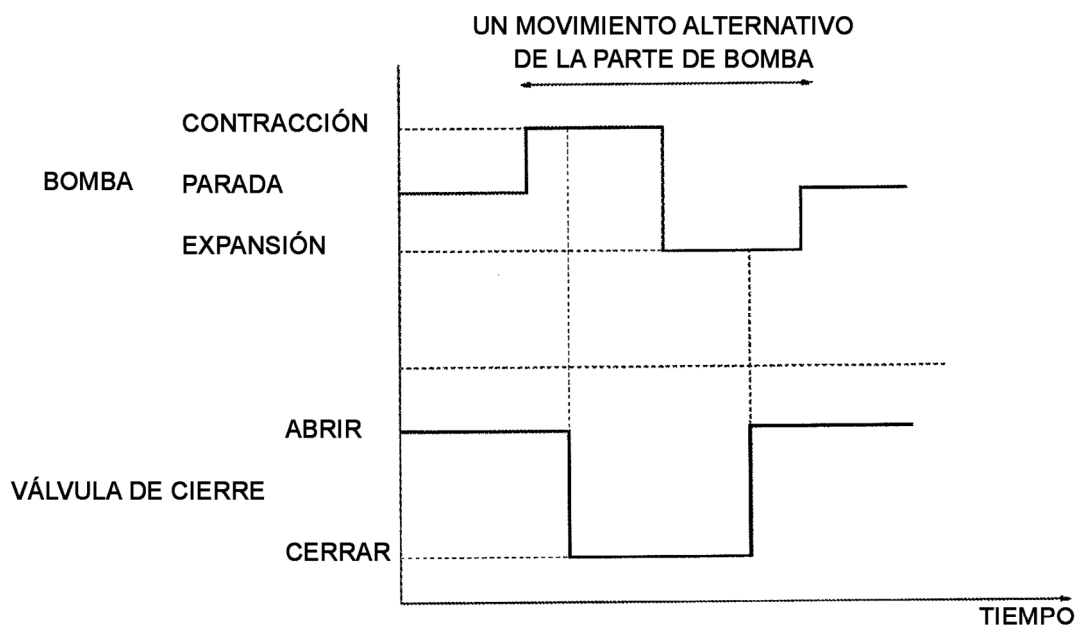 UN MOVIMIENTO ALTERNATIVO
DE LA PARTE DE BOMBA
CONTRACCIÓN
BOMBA PARADA
EXPANSIÓN
ABRIR
VÁLVULA DE CIERRE
CERRAR
TIEMPO